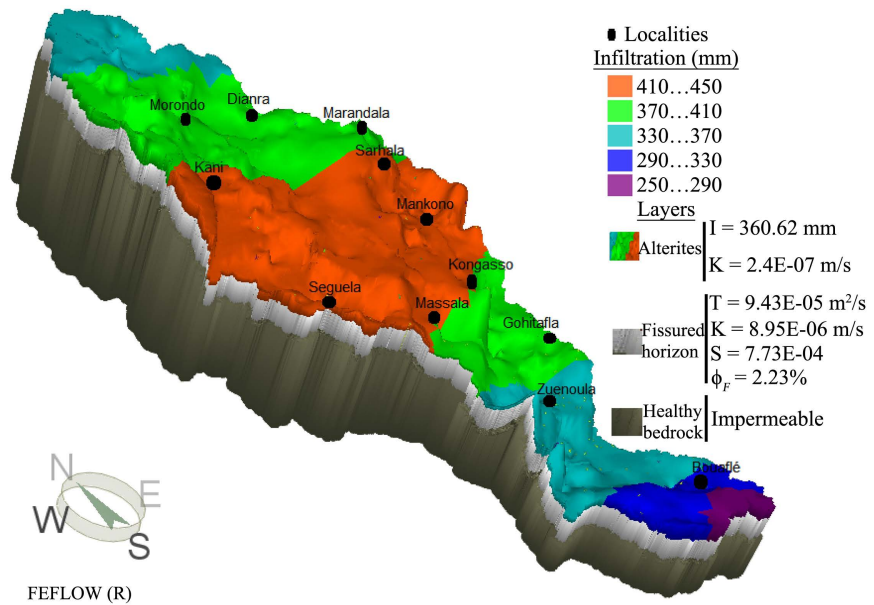 Localities
Infiltration (mm)
410...450
370...410
330...370
290...330
250...290
Layers
Alterites
I = 360.62 mm
K = 2.4E-07 m/s
Fissured
horizon
T = 9.43E-05 m²/s
K = 8.95E-06 m/s
S = 7.73E-04
ϕF = 2.23%
Healthy
bedrock
Impermeable
Morondo
Dianra
Marandala
Sarhala
Kani
Mankono
Kongasso
Seguela
Massala
Gohitafla
Zuenoula
Bouaflé
N
E
W
S
FEFLOW (R)